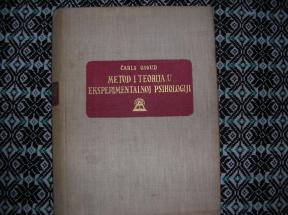 ČARLS OSGUD
METOD I TEORIJA U
EKSPERIMENTALNOJ PSIHOLOGIJI